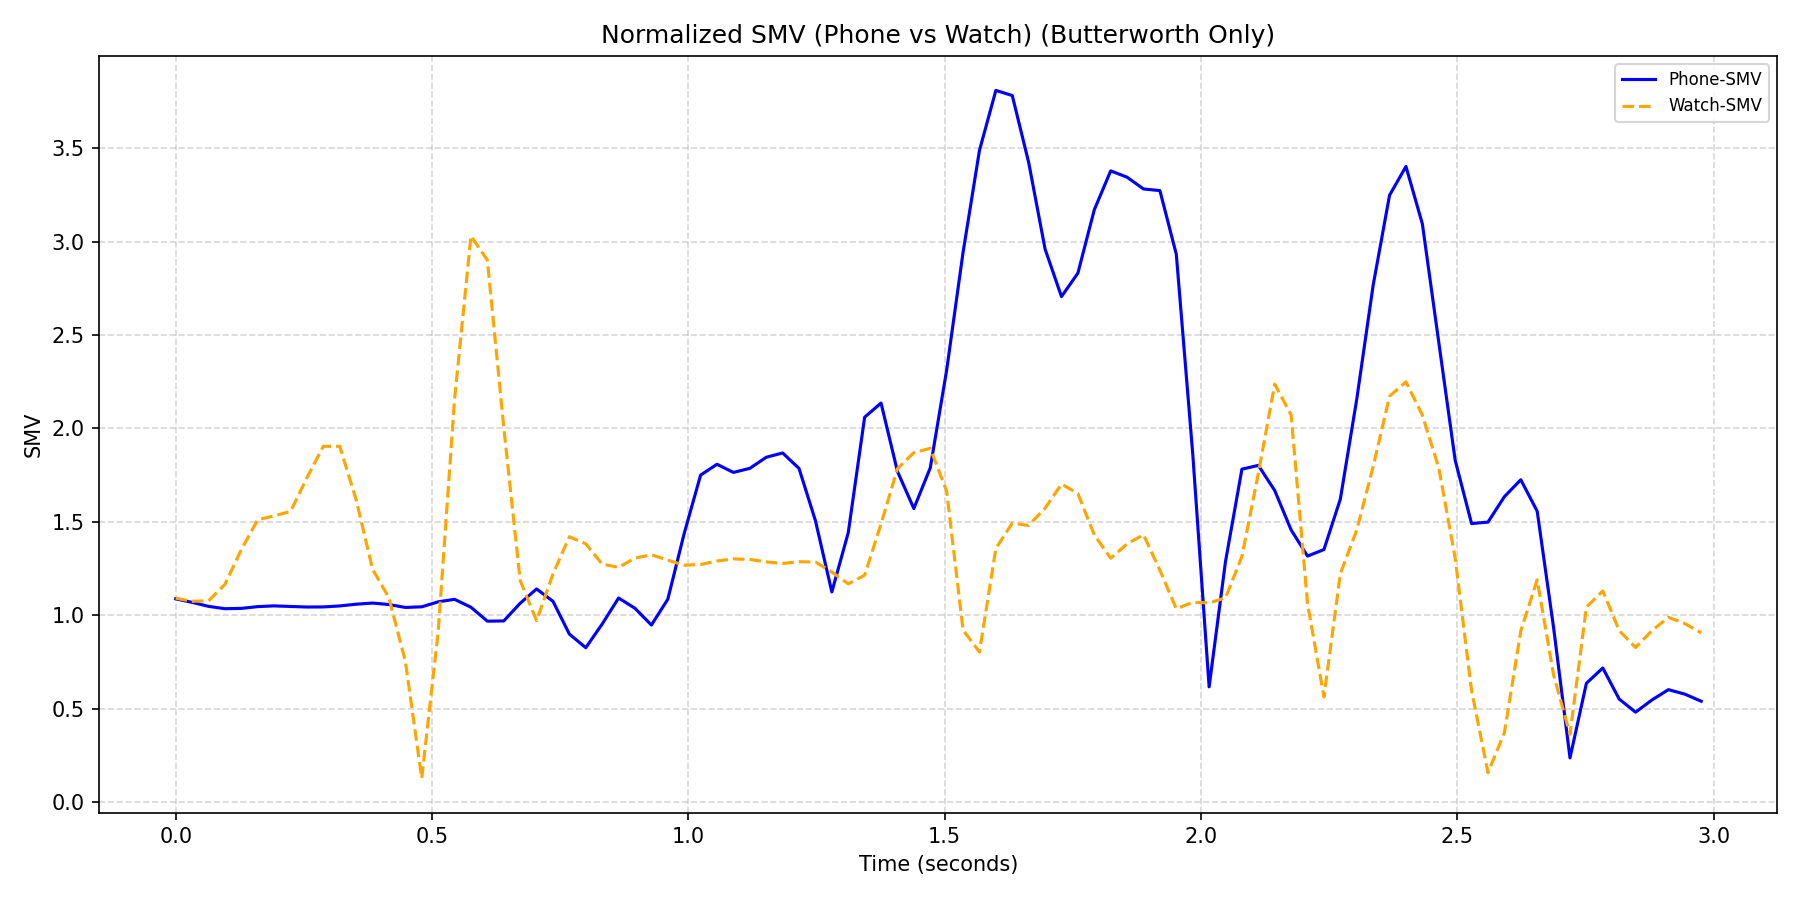 Normalized SMV (Phone vs Watch) (Butterworth Only)
Phone-SMV
Watch-SMV
3.5
3.0
2.5
2.0
1.5
1.0
0.5
0.0
SMV
0.0 0.5 1.0 1.5 2.0 2.5 3.0
Time (seconds)